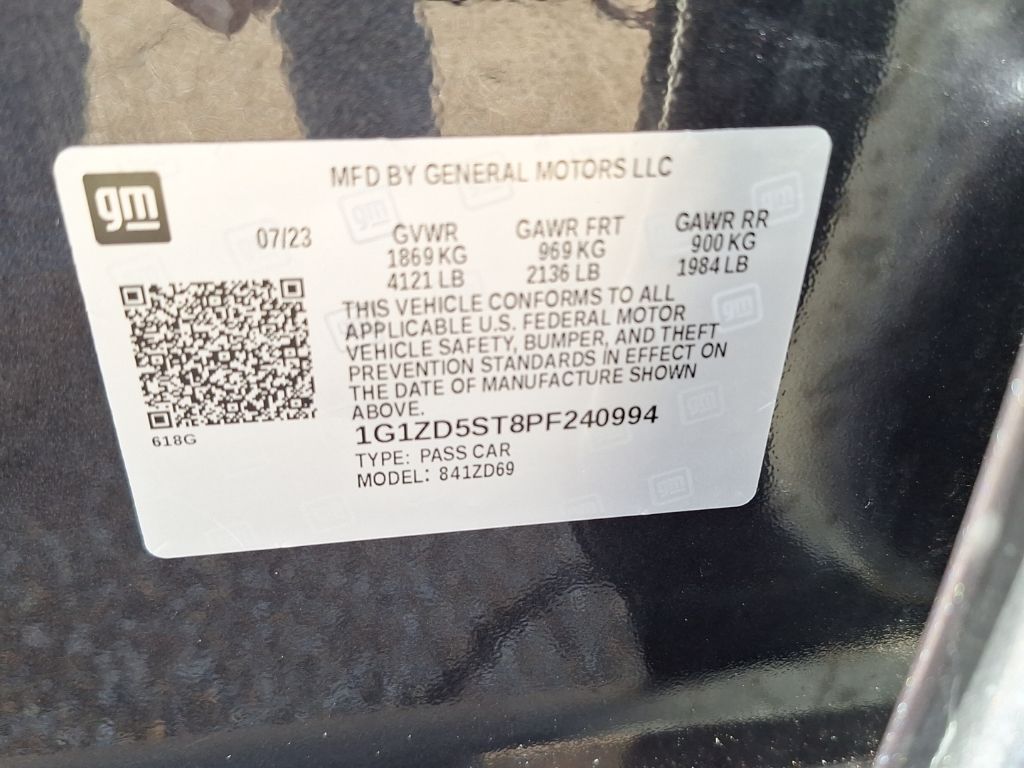 gm
MFD BY GENERAL MOTORS LLC
07/23
GVWR
1869 KG
4121 LB
GAWR FRT
969 KG
2136 LB
GAWR RR
900 KG
1984 LB
THIS VEHICLE CONFORMS TO ALL
APPLICABLE U.S. FEDERAL MOTOR
VEHICLE SAFETY, BUMPER, AND THEFT
PREVENTION STANDARDS IN EFFECT ON
THE DATE OF MANUFACTURE SHOWN
ABOVE.
1G1ZD5ST8PF240994
TYPE: PASS CAR
MODEL: 841ZD69
618G